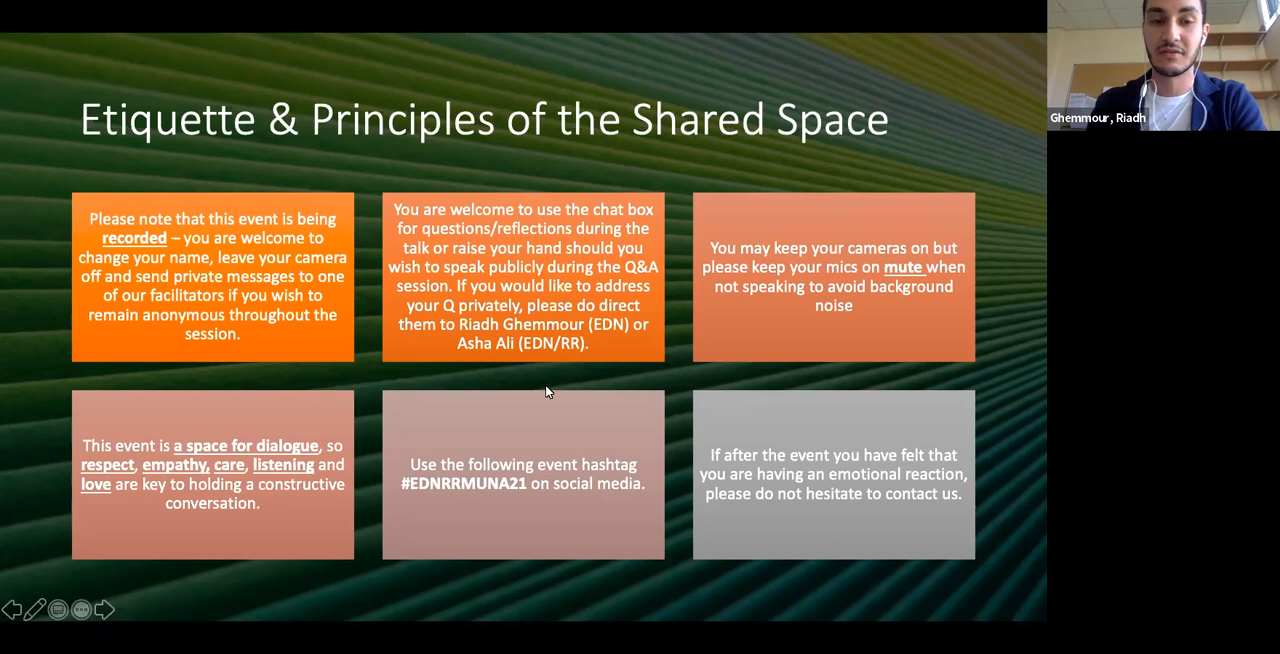 Etiquette & Principles of the Shared Space
Please note that this event is being
recorded – you are welcome to
change your name, leave your camera
off and send private messages to one
of our facilitators if you wish to
remain anonymous throughout the
session.
You are welcome to use the chat box
for questions/reflections during the
talk or raise your hand should you
wish to speak publicly during the Q&A
session. If you would like to address
your Q privately, please do direct
them to Riadh Ghemmour (EDN) or
Asha Ali (EDN/RR).
You may keep your cameras on but
please keep your mics on mute when
not speaking to avoid background
noise
This event is a space for dialogue, so
respect, empathy, care, listening and
love are key to holding a constructive
conversation.
Use the following event hashtag
#EDNRRMUNA21 on social media.
If after the event you have felt that
you are having an emotional reaction,
please do not hesitate to contact us.
Ghemmour, Riadh